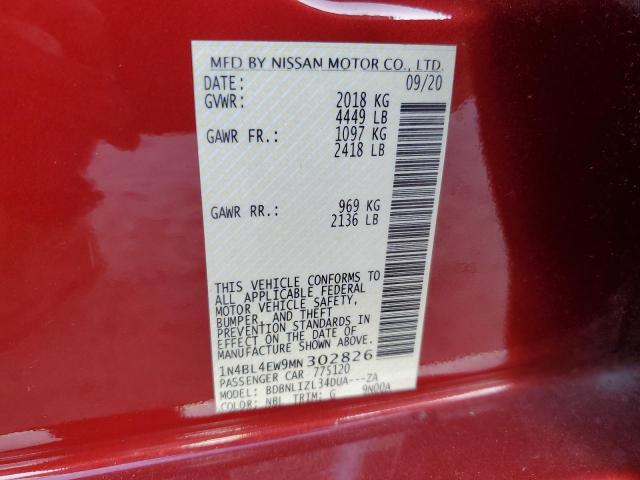 MFD BY NISSAN MOTOR CO., LTD.
DATE: 09/20
GVWR: 2018 KG
4449 LB
GAWR FR.: 1097 KG
2418 LB
GAWR RR.: 969 KG
2136 LB
THIS VEHICLE CONFORMS TO
ALL APPLICABLE FEDERAL
MOTOR VEHICLE SAFETY,
BUMPER, AND THEFT
PREVENTION STANDARDS IN
EFFECT ON THE DATE OF
MANUFACTURE SHOWN ABOVE.
1N4BL4EW9MN302826
PASSENGER CAR 775120
MODEL: BDBNLIZL34DUA---ZA
COLOR: NBL TRIM: G 9N00A